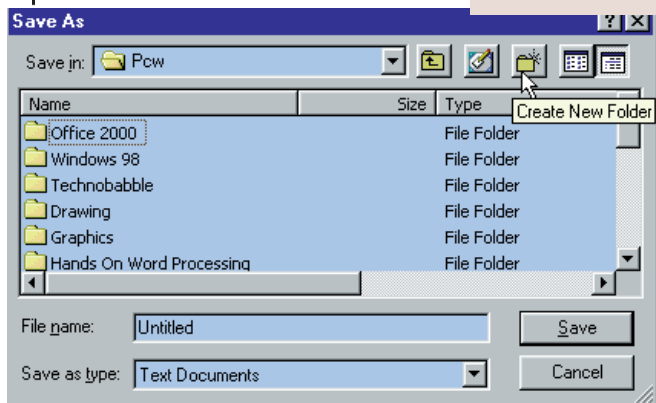 Save As
Save in: Pcw
Name Size Type
Create New Folder
Office 2000 File Folder
Windows 98 File Folder
Technobabble File Folder
Drawing File Folder
Graphics File Folder
Hands On Word Processing File Folder
File name: Untitled Save
Save as type: Text Documents Cancel